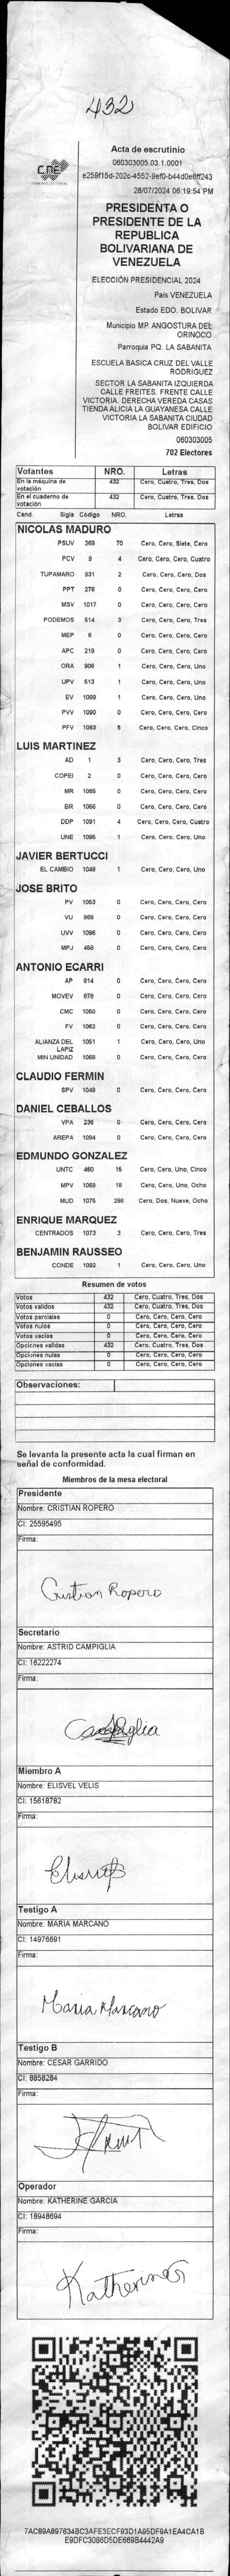 432
Acta de escrutinio
060303005.03.1.0001
e259f15d-202c-4552-9ef0-b44d0e6ff243
28/07/2024 06:19:54 PM
CNE
PRESIDENTA O
PRESIDENTE DE LA
REPUBLICA
BOLIVARIANA DE
VENEZUELA
ELECCIÓN PRESIDENCIAL 2024
País VENEZUELA
Estado EDO. BOLIVAR
Municipio MP. ANGOSTURA DEL
ORINOCO
Parroquia PQ. LA SABANITA
ESCUELA BASICA CRUZ DEL VALLE
RODRIGUEZ
SECTOR LA SABANITA IZQUIERDA
CALLE FREITES. FRENTE CALLE
VICTORIA. DERECHA VEREDA CASAS
TIENDA ALICIA LA GUAYANESA CALLE
VICTORIA LA SABANITA CIUDAD
BOLIVAR EDIFICIO
060303005
702 Electores
Votantes NRO. Letras
En la máquina de votación 432 Cero, Cuatro, Tres, Dos
En el cuaderno de votación 432 Cero, Cuatro, Tres, Dos
Cand. Sigla Código NRO. Letras
NICOLAS MADURO
PSUV 269 70 Cero, Cero, Siete, Cero
PCV 9 4 Cero, Cero, Cero, Cuatro
TUPAMARO 931 2 Cero, Cero, Cero, Dos
PPT 275 0 Cero, Cero, Cero, Cero
MSV 1017 0 Cero, Cero, Cero, Cero
PODEMOS 514 3 Cero, Cero, Cero, Tres
MEP 6 0 Cero, Cero, Cero, Cero
APC 219 0 Cero, Cero, Cero, Cero
ORA 906 1 Cero, Cero, Cero, Uno
UPV 513 1 Cero, Cero, Cero, Uno
EV 1089 1 Cero, Cero, Cero, Uno
PVV 1090 0 Cero, Cero, Cero, Cero
PFV 1093 5 Cero, Cero, Cero, Cinco
LUIS MARTINEZ
AD 1 3 Cero, Cero, Cero, Tres
COPEI 2 0 Cero, Cero, Cero, Cero
MR 1065 0 Cero, Cero, Cero, Cero
BR 1066 0 Cero, Cero, Cero, Cero
DDP 1091 4 Cero, Cero, Cero, Cuatro
UNE 1095 1 Cero, Cero, Cero, Uno
JAVIER BERTUCCI
EL CAMBIO 1048 1 Cero, Cero, Cero, Uno
JOSE BRITO
PV 1053 0 Cero, Cero, Cero, Cero
VU 968 0 Cero, Cero, Cero, Cero
UVV 1096 0 Cero, Cero, Cero, Cero
MPJ 458 0 Cero, Cero, Cero, Cero
ANTONIO ECARRI
AP 814 0 Cero, Cero, Cero, Cero
MOVEV 878 0 Cero, Cero, Cero, Cero
CMC 1050 0 Cero, Cero, Cero, Cero
FV 1062 0 Cero, Cero, Cero, Cero
ALIANZA DEL LAPIZ 1051 1 Cero, Cero, Cero, Uno
MIN UNIDAD 1068 0 Cero, Cero, Cero, Cero
CLAUDIO FERMIN
SPV 1049 0 Cero, Cero, Cero, Cero
DANIEL CEBALLOS
VPA 236 0 Cero, Cero, Cero, Cero
AREPA 1094 0 Cero, Cero, Cero, Cero
EDMUNDO GONZALEZ
UNTC 460 15 Cero, Cero, Uno, Cinco
MPV 1069 18 Cero, Cero, Uno, Ocho
MUD 1075 298 Cero, Dos, Nueve, Ocho
ENRIQUE MARQUEZ
CENTRADOS 1073 3 Cero, Cero, Cero, Tres
BENJAMIN RAUSSEO
CONDE 1092 1 Cero, Cero, Cero, Uno
Resumen de votos
Votos 432 Cero, Cuatro, Tres, Dos
Votos validos 432 Cero, Cuatro, Tres, Dos
Votos parciales 0 Cero, Cero, Cero, Cero
Votos nulos 0 Cero, Cero, Cero, Cero
Votos vacios 0 Cero, Cero, Cero, Cero
Opciones validas 432 Cero, Cuatro, Tres, Dos
Opciones nulas 0 Cero, Cero, Cero, Cero
Opciones vacias 0 Cero, Cero, Cero, Cero
Observaciones:
Se levanta la presente acta la cual firman en
señal de conformidad.
Miembros de la mesa electoral
Presidente
Nombre: CRISTIAN ROPERO
CI: 25595495
Firma:
Cristian Ropero
Secretario
Nombre: ASTRID CAMPIGLIA
CI: 16222274
Firma:
Campiglia
Miembro A
Nombre: ELISVEL VELIS
CI: 15618782
Firma:
Testigo A
Nombre: MARIA MARCANO
CI: 14976691
Firma:
Maria Marcano
Testigo B
Nombre: CESAR GARRIDO
CI: 8858284
Firma:
Operador
Nombre: KATHERINE GARCIA
CI: 18948694
Firma:
7AC89A897634BC3AFE3ECF93D1A95DF9A1EA4CA1B
E9DFC3086D5DE669B4442A9